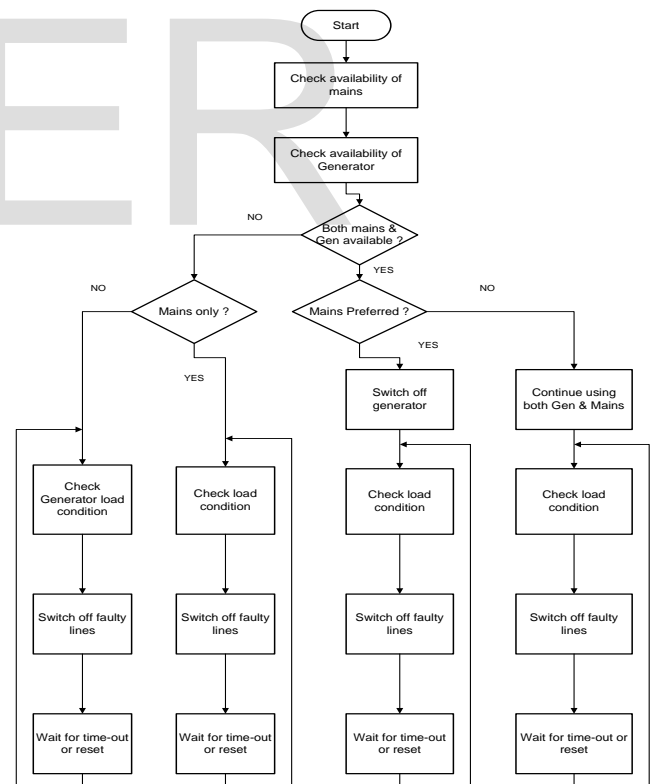 ER
Start
Check availability of
mains
Check availability of
Generator
Both mains &
Gen available ?
NO
YES
Mains only ?
NO
YES
Mains Preferred ?
NO
YES
Switch off
generator
Continue using
both Gen & Mains
Check
Generator load
condition
Check load
condition
Check load
condition
Check load
condition
Switch off faulty
lines
Switch off faulty
lines
Switch off faulty
lines
Switch off faulty
lines
Wait for time-out
or reset
Wait for time-out
or reset
Wait for time-out
or reset
Wait for time-out or
reset